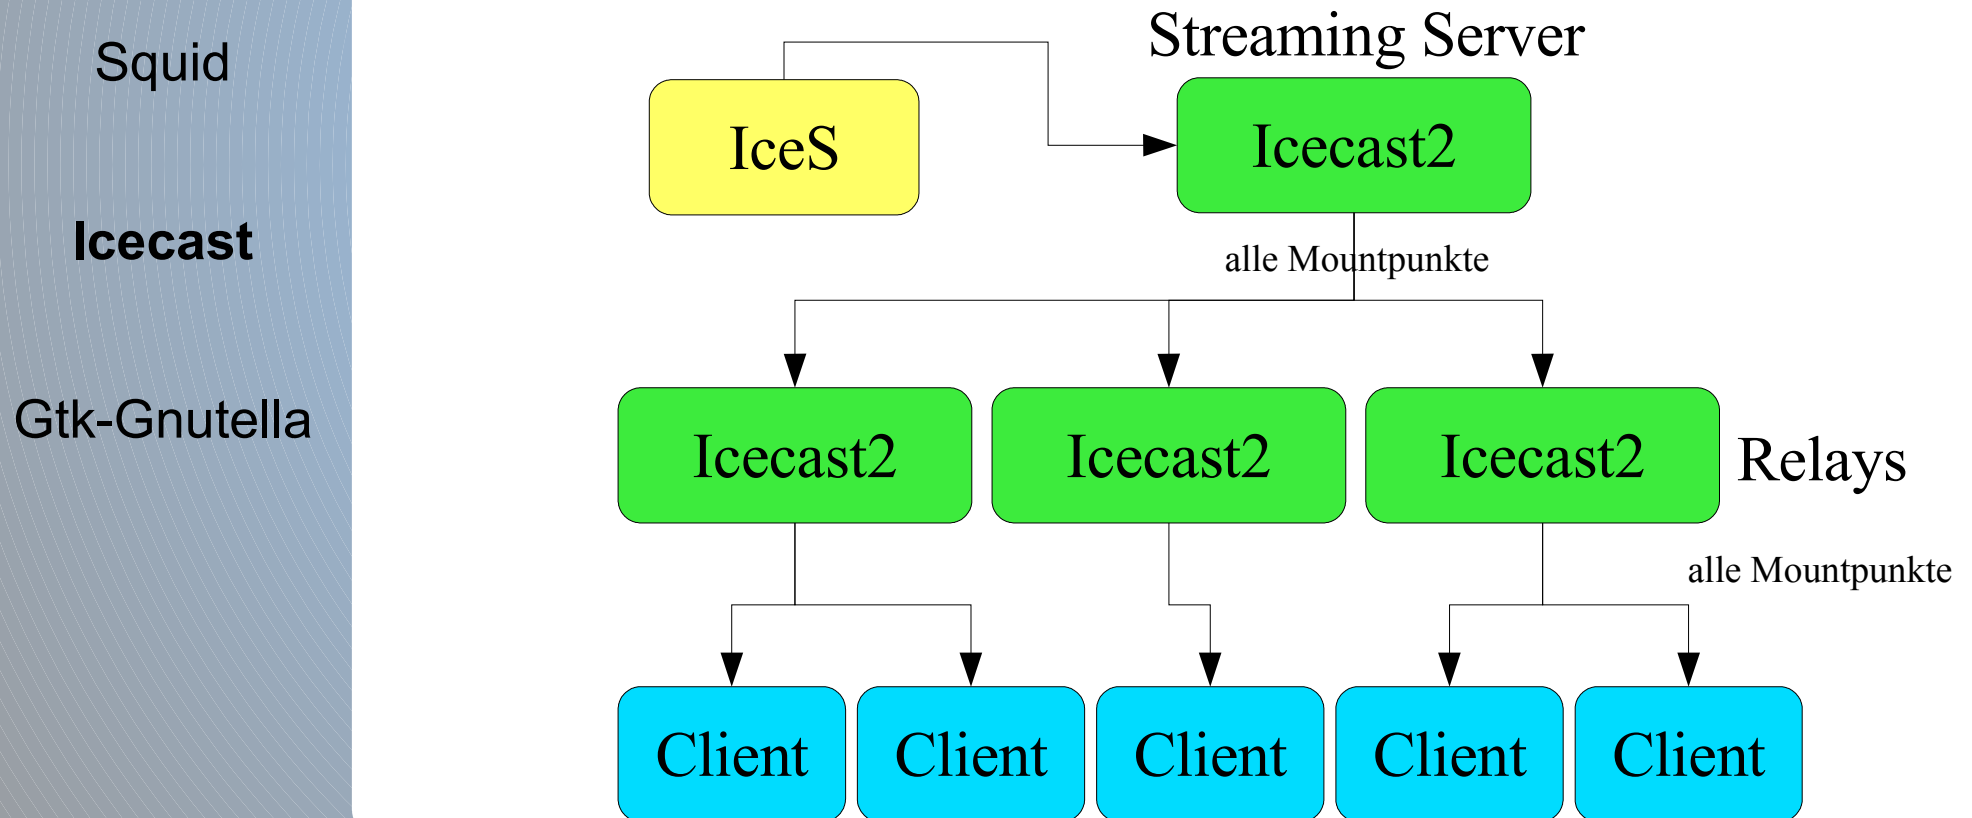 Squid
Icecast
Gtk-Gnutella
Streaming Server
IceS
Icecast2
alle Mountpunkte
Icecast2
Icecast2
Icecast2
Relays
alle Mountpunkte
Client
Client
Client
Client
Client